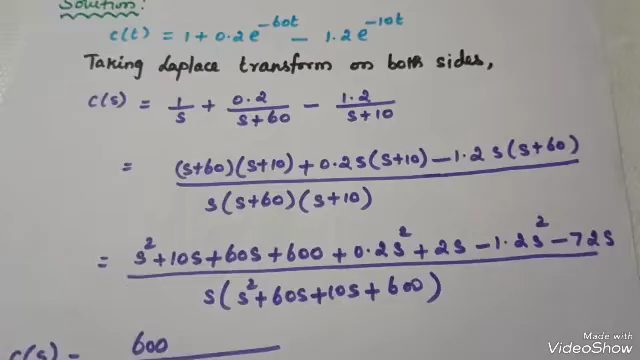 Solution:
c(t) = 1 + 0.2e^-60t - 1.2e^-10t
Taking Laplace transform on both sides,
c(s) = 1/s + 0.2/(s+60) - 1.2/(s+10)
= ((s+60)(s+10) + 0.2s(s+10) - 1.2s(s+60)) / (s(s+60)(s+10))
= (s^2+10s+60s+600+0.2s^2+2s-1.2s^2-72s) / (s(s^2+60s+10s+600))
c(s) = 600
Made with
VideoShow